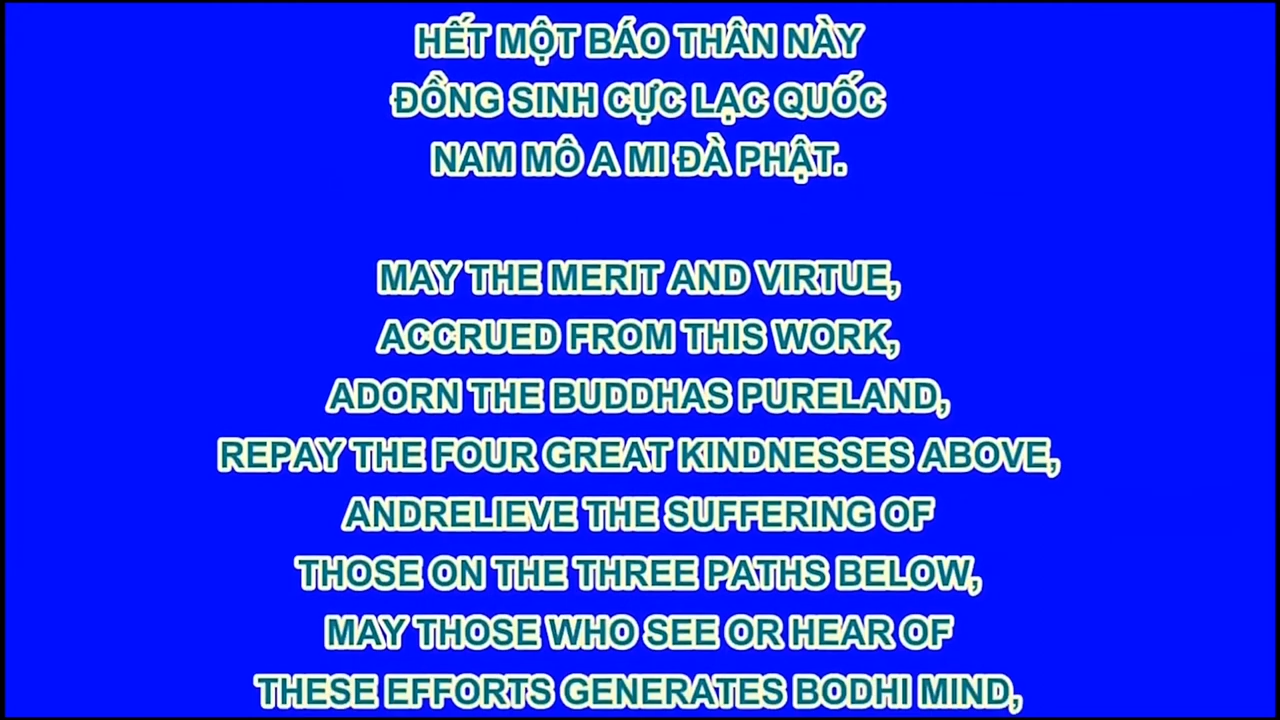 HẾT MỘT BÁO THÂN NÀY
ĐỒNG SINH CỰC LẠC QUỐC
NAM MÔ A MI ĐÀ PHẬT.
MAY THE MERIT AND VIRTUE,
ACCRUED FROM THIS WORK,
ADORN THE BUDDHAS PURELAND,
REPAY THE FOUR GREAT KINDNESSES ABOVE,
ANDRELIEVE THE SUFFERING OF
THOSE ON THE THREE PATHS BELOW,
MAY THOSE WHO SEE OR HEAR OF
THESE EFFORTS GENERATES BODHI MIND,